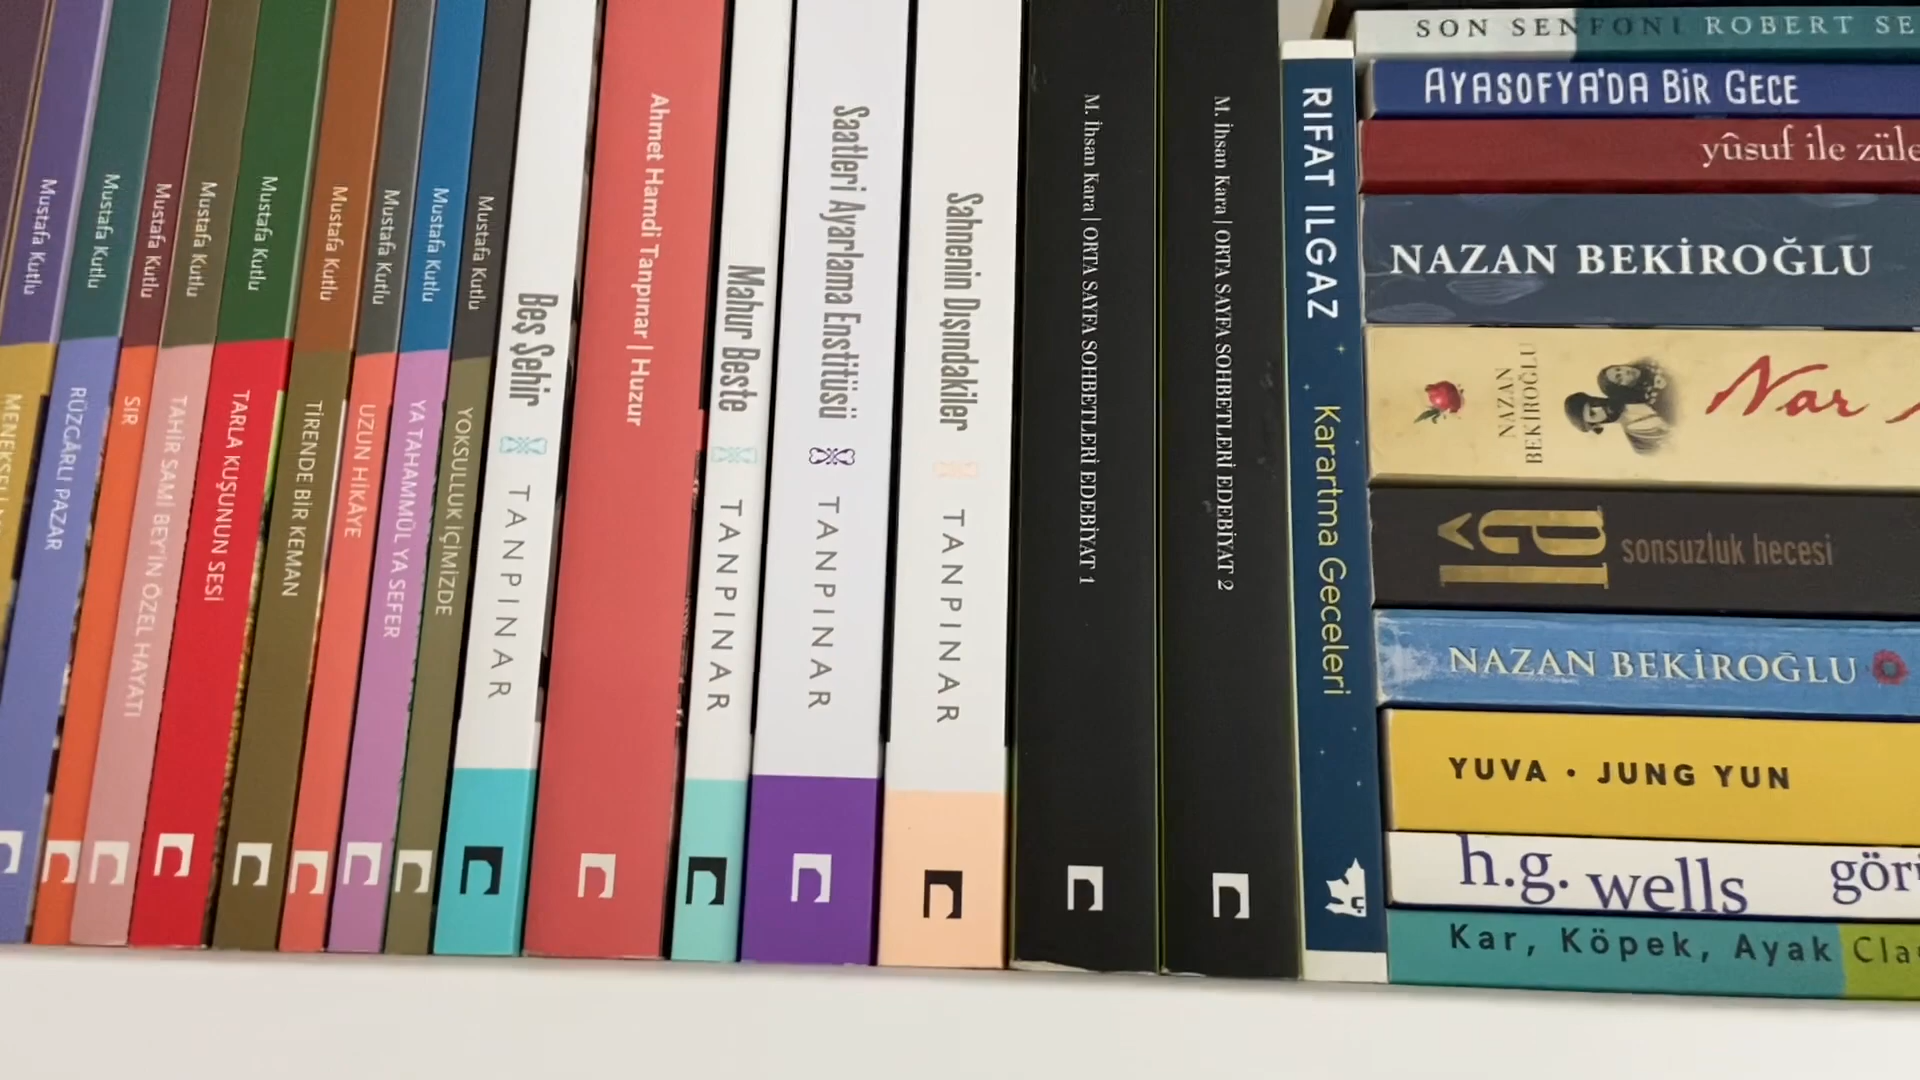 Mustafa Kutlu
Mustafa Kutlu
RÜZGÂRLI PAZAR
Mustafa Kutlu
SIR
Mustafa Kutlu
TAHİR SAMİ BEY'İN ÖZEL HAYATI
Mustafa Kutlu
TARLA KUŞUNUN SESİ
Mustafa Kutlu
TİRENDE BİR KEMAN
Mustafa Kutlu
UZUN HİKÂYE
Mustafa Kutlu
YA TAHAMMÜL YA SEFER
Mustafa Kutlu
YOKSULLUK İÇİMİZDE
Beş Şehir TANPINAR
Ahmet Hamdi Tanpınar | Huzur
Mahur Beste TANPINAR
Saatleri Ayarlama Enstitüsü TANPINAR
Sahnenin Dışındakiler TANPINAR
M. İhsan Kara | ORTA SAYFA SOHBETLERİ EDEBİYAT 1
M. İhsan Kara | ORTA SAYFA SOHBETLERİ EDEBİYAT 2
RIFAT ILGAZ Karartma Geceleri
SON SENFONİ ROBERT
AYASOFYA'DA BİR GECE
yûsuf ile
NAZAN BEKİROĞLU
NAZAN
BEKİROĞLU
Nar
lâ sonsuzluk hecesi
NAZAN BEKİROĞLU
YUVA • JUNG YUN
h.g. wells
Kar, Köpek, Ayak